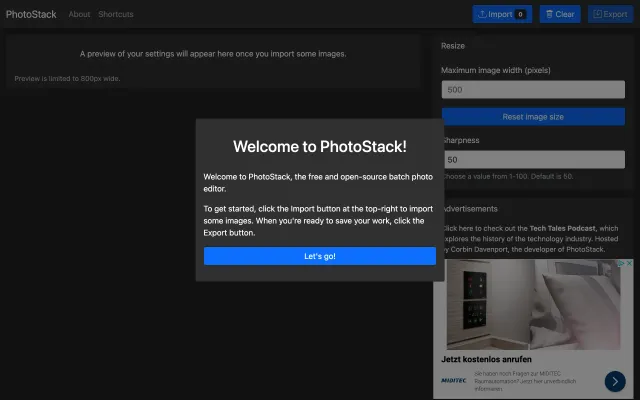 PhotoStack About Shortcuts Import 0 Clear Export
A preview of your settings will appear here once you import some images.
Preview is limited to 800px wide.
Resize
Maximum image width (pixels)
500
Reset image size
Sharpness
50
Choose a value from 1-100. Default is 50.
Welcome to PhotoStack!
Welcome to PhotoStack, the free and open-source batch photo
editor.
To get started, click the Import button at the top-right to import
some images. When you're ready to save your work, click the
Export button.
Let's go!
Advertisements
Click here to check out the Tech Tales Podcast, which
explores the history of the technology industry. Hosted
by Corbin Davenport, the developer of PhotoStack.
Jetzt kostenlos anrufen
MIDITEC
Sie haben noch Fragen zur MIDITEC
Raumautomation? Jetzt hier unverbindlich
informieren